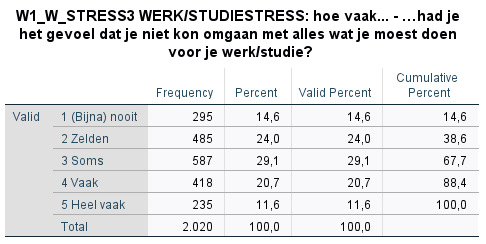 W1_W_STRESS3 WERK/STUDIESTRESS: hoe vaak... - …had je
het gevoel dat je niet kon omgaan met alles wat je moest doen
voor je werk/studie?
Frequency Percent Valid Percent Cumulative Percent
Valid 1 (Bijna) nooit 295 14,6 14,6 14,6
2 Zelden 485 24,0 24,0 38,6
3 Soms 587 29,1 29,1 67,7
4 Vaak 418 20,7 20,7 88,4
5 Heel vaak 235 11,6 11,6 100,0
Total 2.020 100,0 100,0